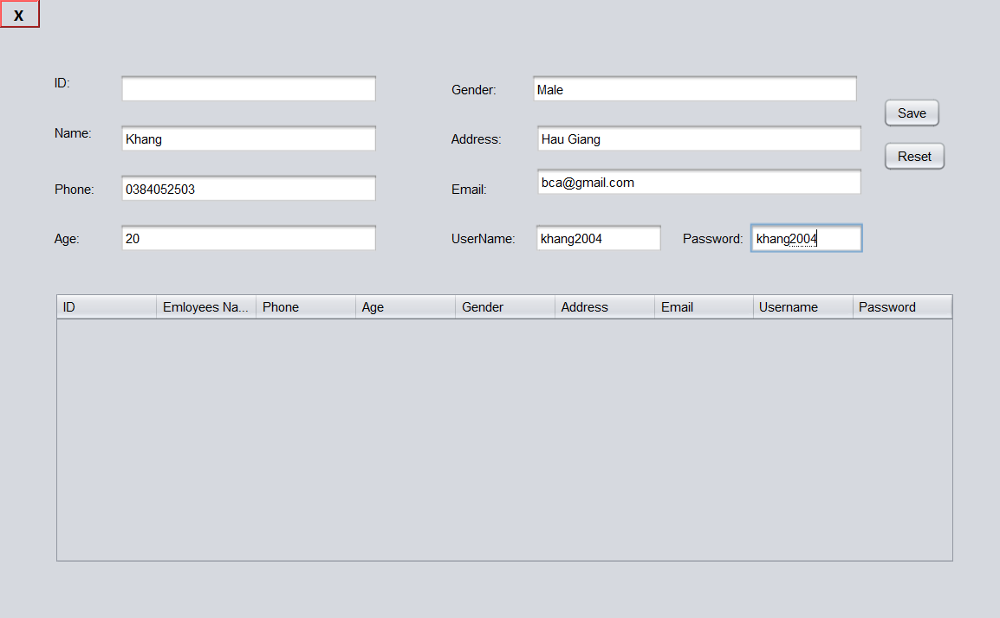 X
ID:
Gender: Male
Save
Name: Khang
Address: Hau Giang
Reset
Phone: 0384052503
Email: bca@gmail.com
Age: 20
UserName: khang2004 Password: khang2004
ID Emloyees Na... Phone Age Gender Address Email Username Password